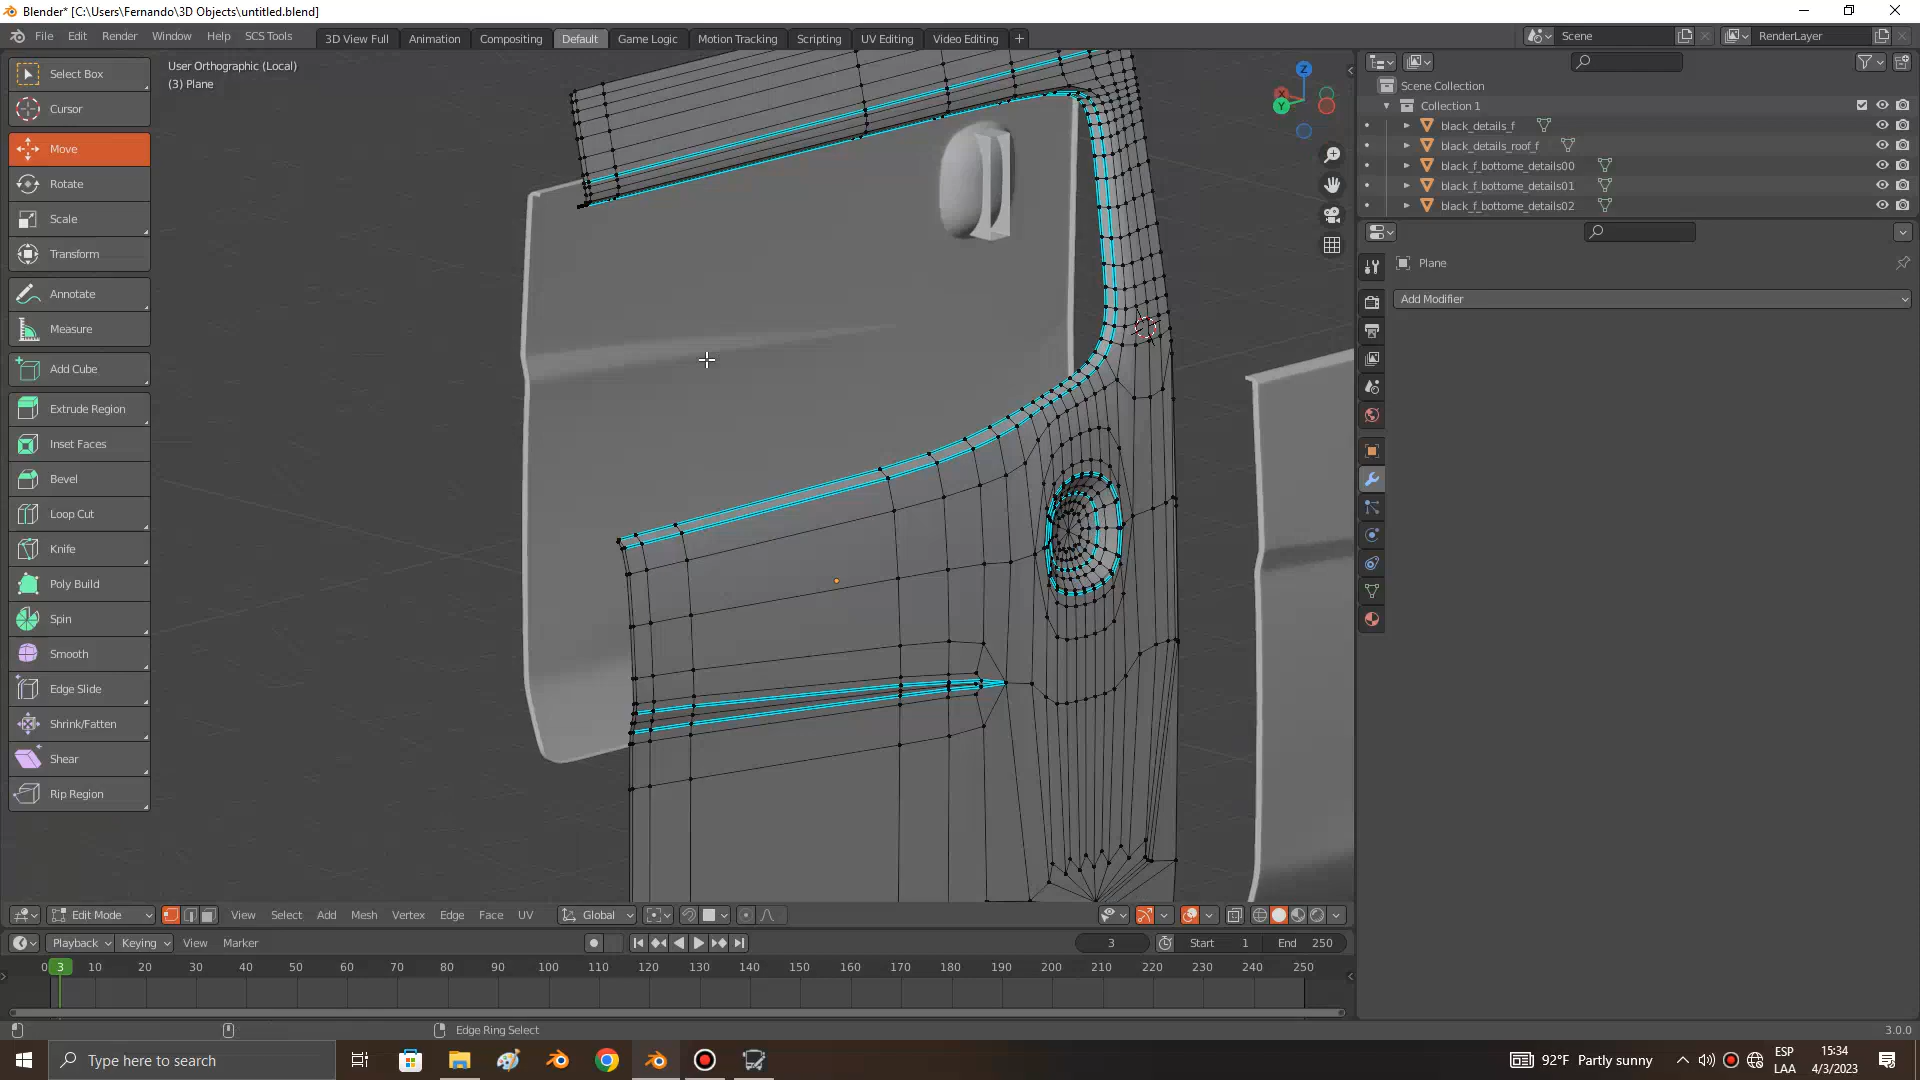 Blender* [C:\Users\Fernando\3D Objects\untitled.blend]
File Edit Render Window Help SCS Tools
3D View Full Animation Compositing Default Game Logic Motion Tracking Scripting UV Editing Video Editing +
Scene
RenderLayer
Select Box
Cursor
Move
Rotate
Scale
Transform
Annotate
Measure
Add Cube
Extrude Region
Inset Faces
Bevel
Loop Cut
Knife
Poly Build
Spin
Smooth
Edge Slide
Shrink/Fatten
Shear
Rip Region
User Orthographic (Local)
(3) Plane
Z
X
Y
Scene Collection
Collection 1
black_details_f
black_details_roof_f
black_f_bottome_details00
black_f_bottome_details01
black_f_bottome_details02
Plane
Add Modifier
Edit Mode View Select Add Mesh Vertex Edge Face UV Global
Playback Keying View Marker
3 Start 1 End 250
0 3 10 20 30 40 50 60 70 80 90 100 110 120 130 140 150 160 170 180 190 200 210 220 230 240 250
Edge Ring Select
3.0.0
Type here to search
92°F Partly sunny
ESP
LAA
15:34
4/3/2023